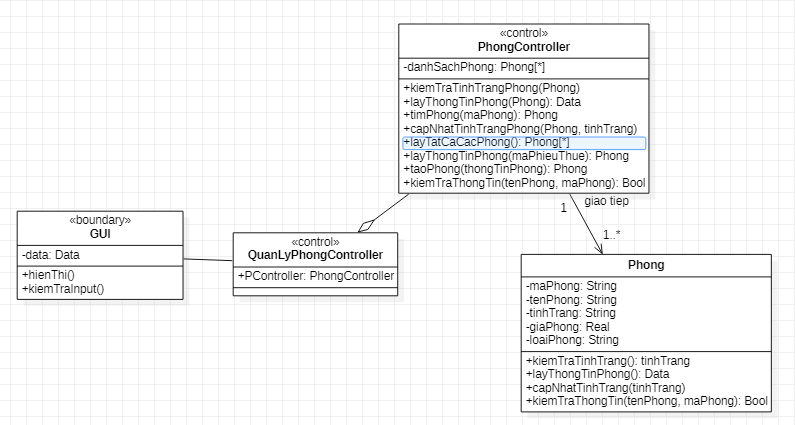 «control»
PhongController
-danhSachPhong: Phong[*]
+kiemTraTinhTrangPhong(Phong)
+layThongTinPhong(Phong): Data
+timPhong(maPhong): Phong
+capNhatTinhTrangPhong(Phong, tinhTrang)
+layTatCaCacPhong(): Phong[*]
+layThongTinPhong(maPhieuThue): Phong
+taoPhong(thongTinPhong): Phong
+kiemTraThongTin(tenPhong, maPhong): Bool
1
giao tiep
1..*
«boundary»
GUI
-data: Data
+hienThi()
+kiemTraInput()
«control»
QuanLyPhongController
+PController: PhongController
Phong
-maPhong: String
-tenPhong: String
-tinhTrang: String
-giaPhong: Real
-loaiPhong: String
+kiemTraTinhTrang(): tinhTrang
+layThongTinPhong(): Data
+capNhatTinhTrang(tinhTrang)
+kiemTraThongTin(tenPhong, maPhong): Bool